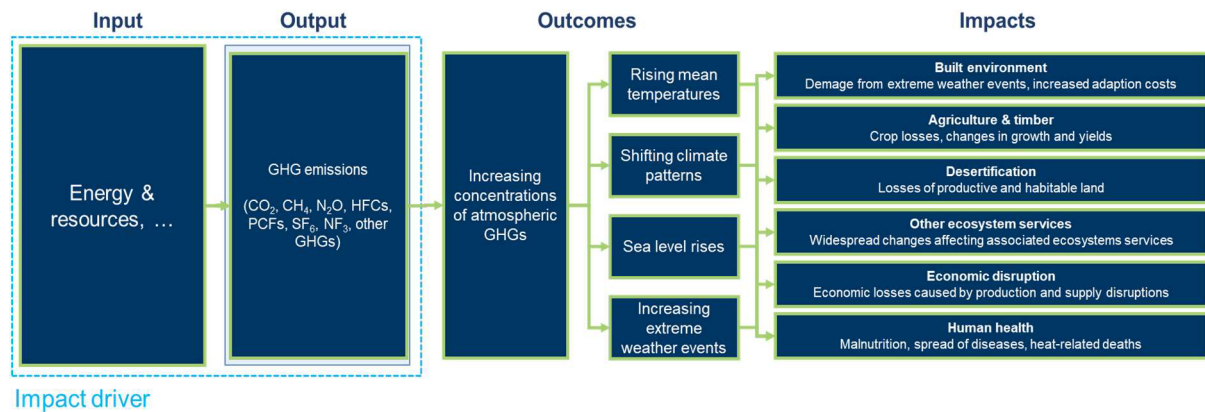 Input
Output
Outcomes
Impacts
Energy &
resources, …
GHG emissions
(CO₂, CH₄, N₂O, HFCs,
PCFs, SF₆, NF₃, other
GHGs)
Increasing
concentrations
of atmospheric
GHGs
Rising mean
temperatures
Shifting climate
patterns
Sea level rises
Increasing
extreme
weather events
Built environment
Damage from extreme weather events, increased adaption costs
Agriculture & timber
Crop losses, changes in growth and yields
Desertification
Losses of productive and habitable land
Other ecosystem services
Widespread changes affecting associated ecosystems services
Economic disruption
Economic losses caused by production and supply disruptions
Human health
Malnutrition, spread of diseases, heat-related deaths
Impact driver